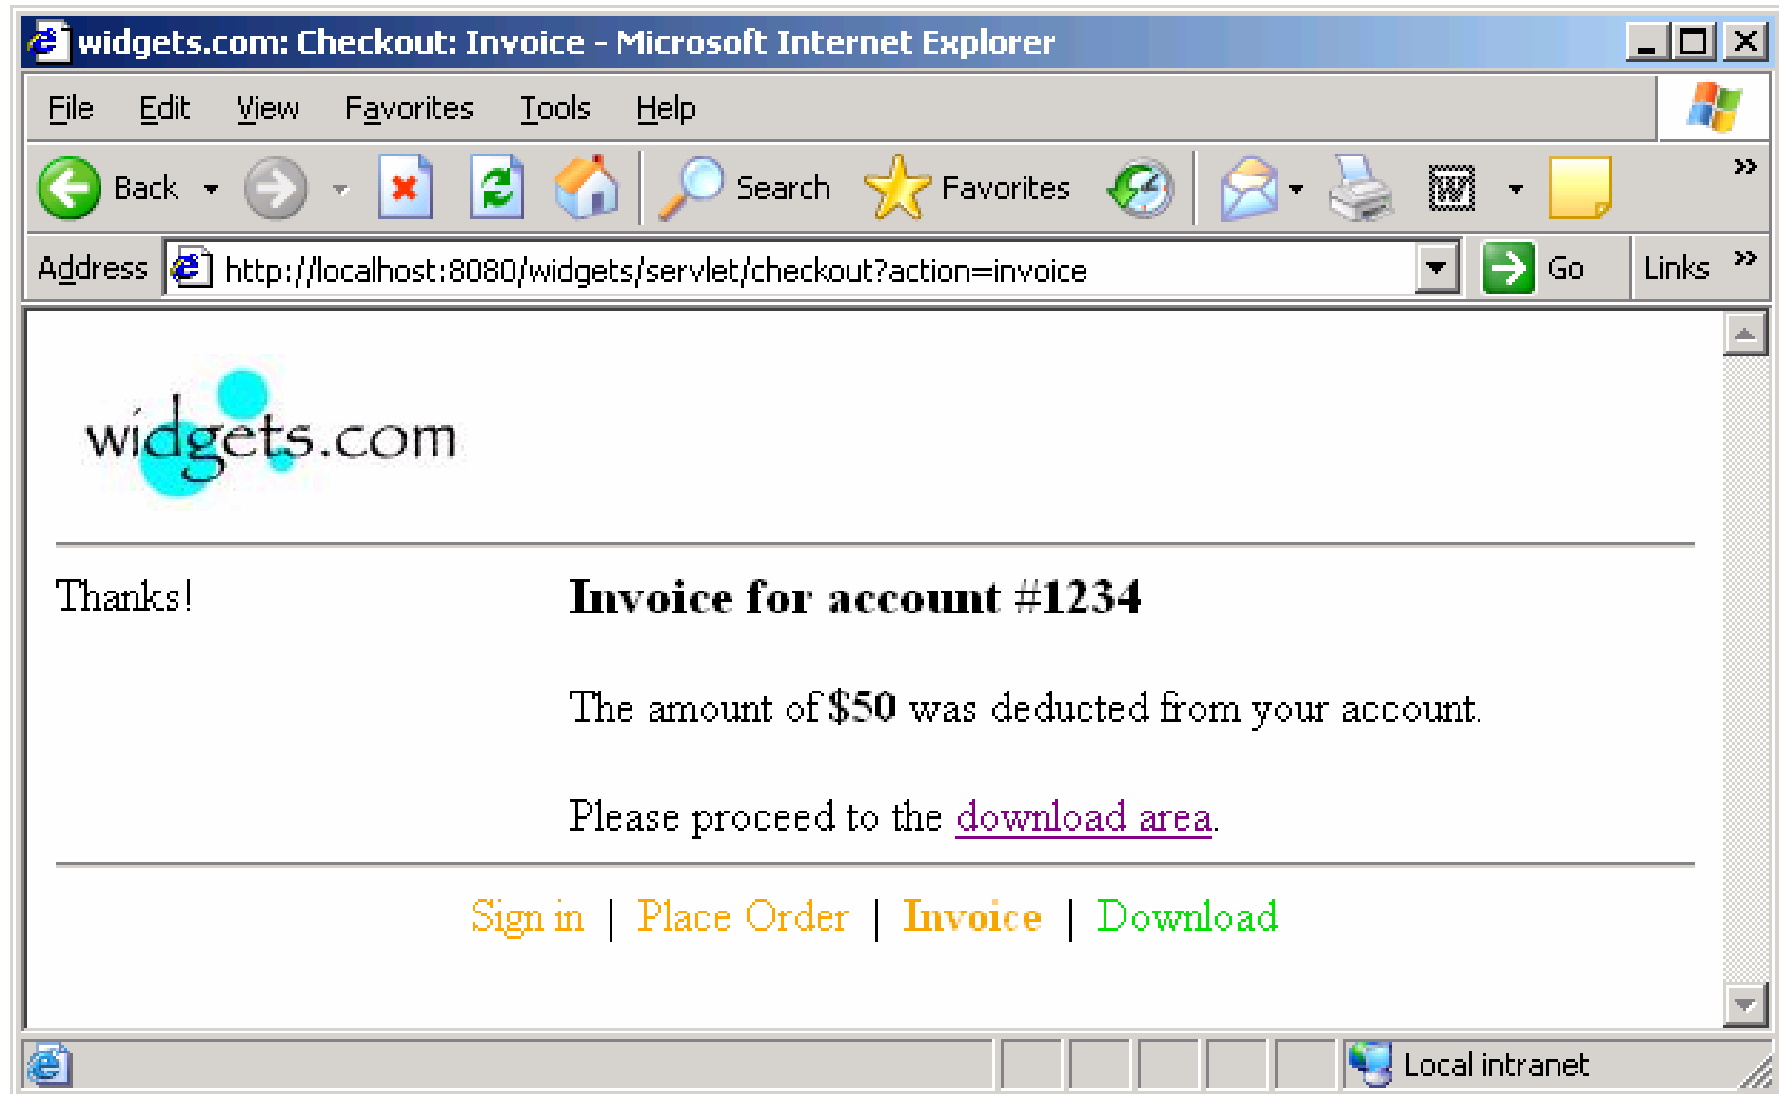 widgets.com: Checkout: Invoice - Microsoft Internet Explorer
File Edit View Favorites Tools Help
Back Search Favorites W »
Address http://localhost:8080/widgets/servlet/checkout?action=invoice Go Links »
widgets.com
Thanks! Invoice for account #1234
The amount of $50 was deducted from your account.
Please proceed to the download area.
Sign in | Place Order | Invoice | Download
Local intranet